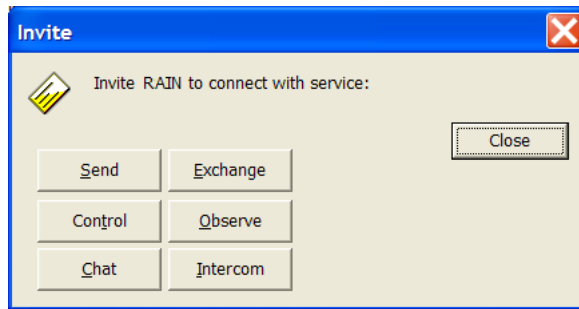 Invite
Invite RAIN to connect with service:
Close
Send Exchange
Control Observe
Chat Intercom